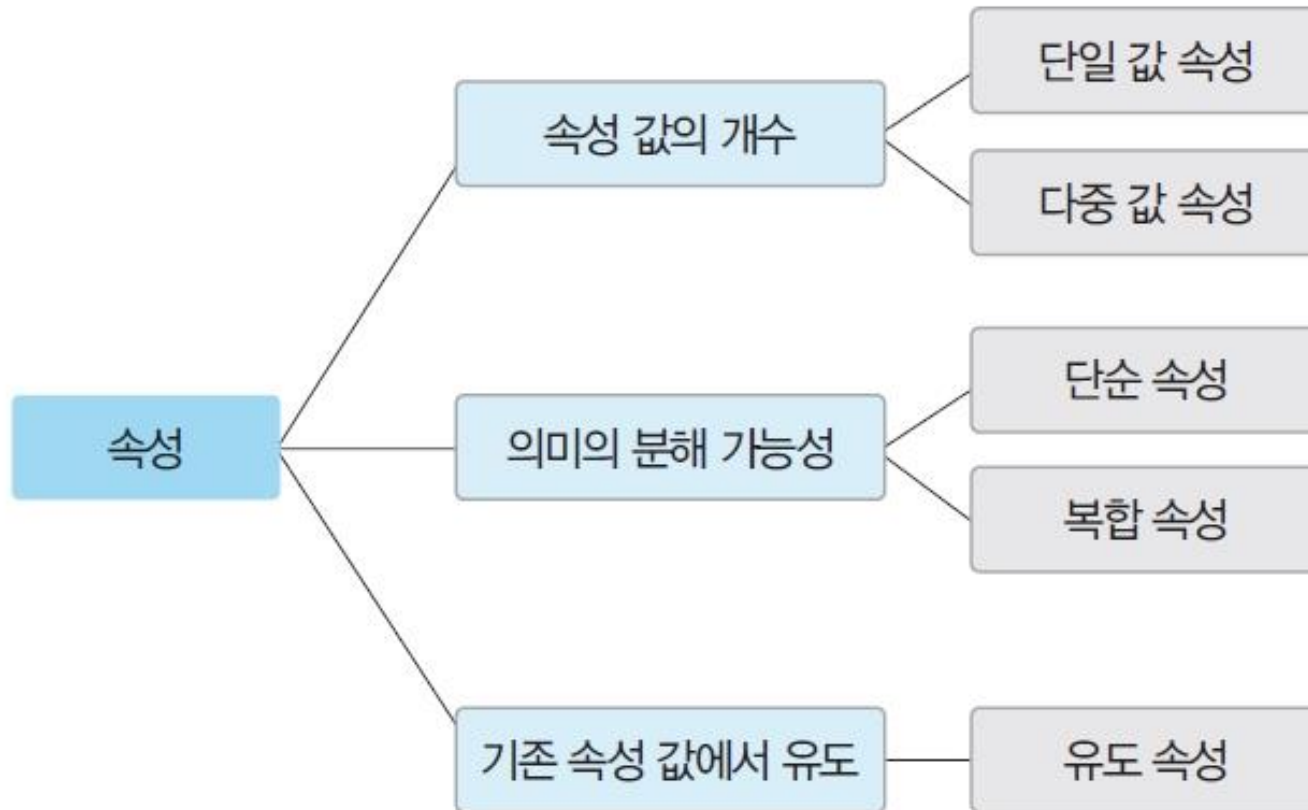 단일 값 속성
속성 값의 개수
다중 값 속성
단순 속성
속성
의미의 분해 가능성
복합 속성
기존 속성 값에서 유도
유도 속성